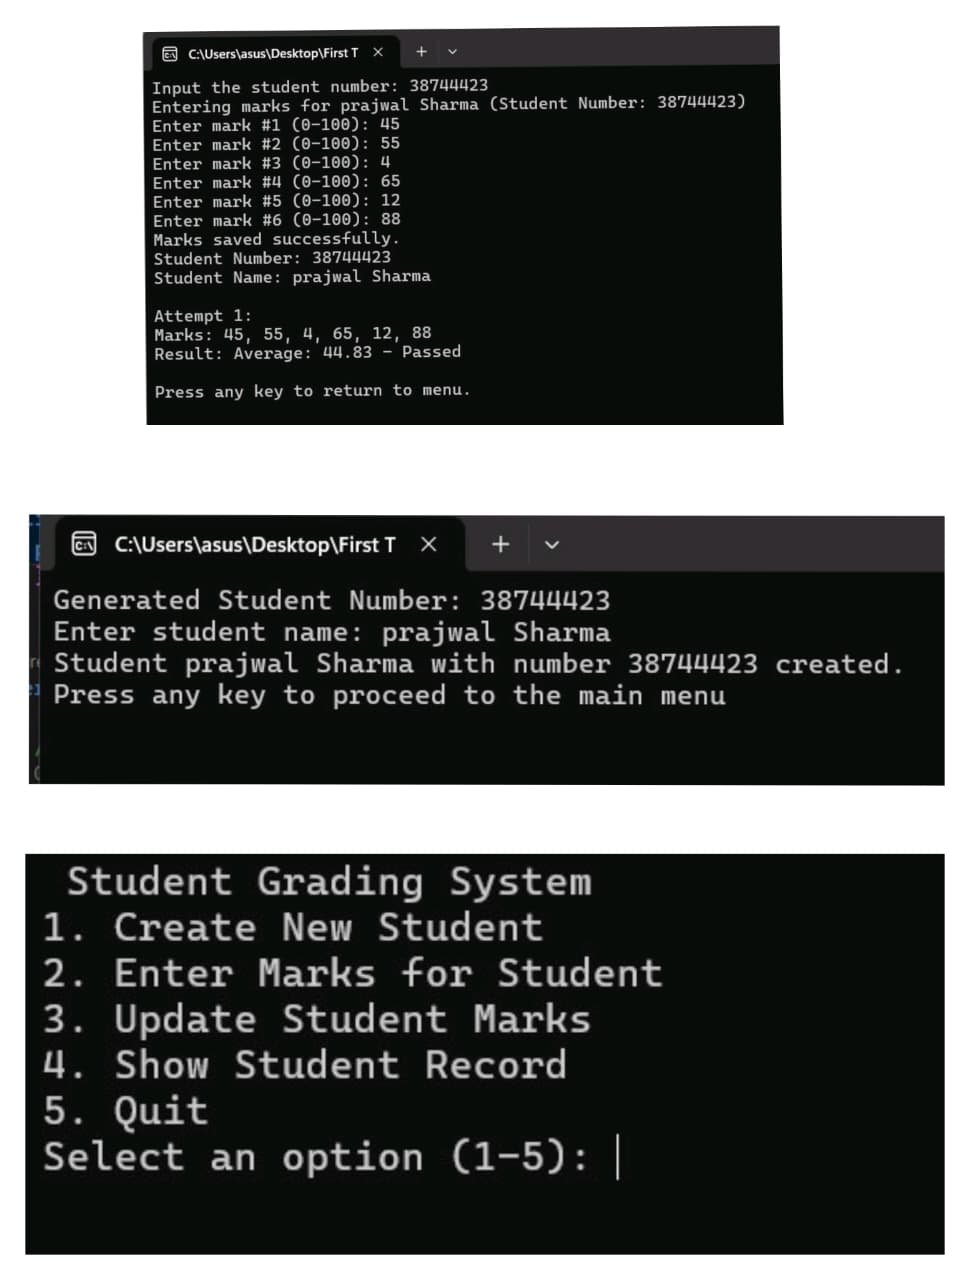 C:\Users\asus\Desktop\First T
Input the student number: 38744423
Entering marks for prajwal Sharma (Student Number: 38744423)
Enter mark #1 (0-100): 45
Enter mark #2 (0-100): 55
Enter mark #3 (0-100): 4
Enter mark #4 (0-100): 65
Enter mark #5 (0-100): 12
Enter mark #6 (0-100): 88
Marks saved successfully.
Student Number: 38744423
Student Name: prajwal Sharma
Attempt 1:
Marks: 45, 55, 4, 65, 12, 88
Result: Average: 44.83 - Passed
Press any key to return to menu.
C:\Users\asus\Desktop\First T
Generated Student Number: 38744423
Enter student name: prajwal Sharma
Student prajwal Sharma with number 38744423 created.
Press any key to proceed to the main menu
Student Grading System
1. Create New Student
2. Enter Marks for Student
3. Update Student Marks
4. Show Student Record
5. Quit
Select an option (1-5):